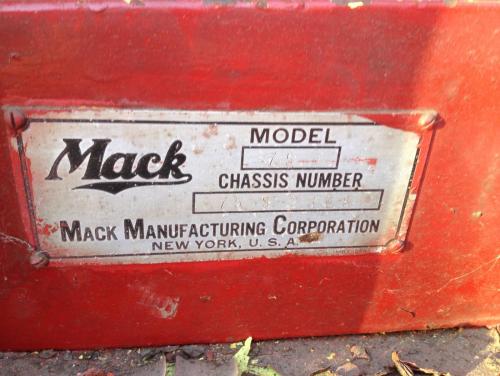 Mack
MODEL
CHASSIS NUMBER
MACK MANUFACTURING CORPORATION
NEW YORK, U. S. A.